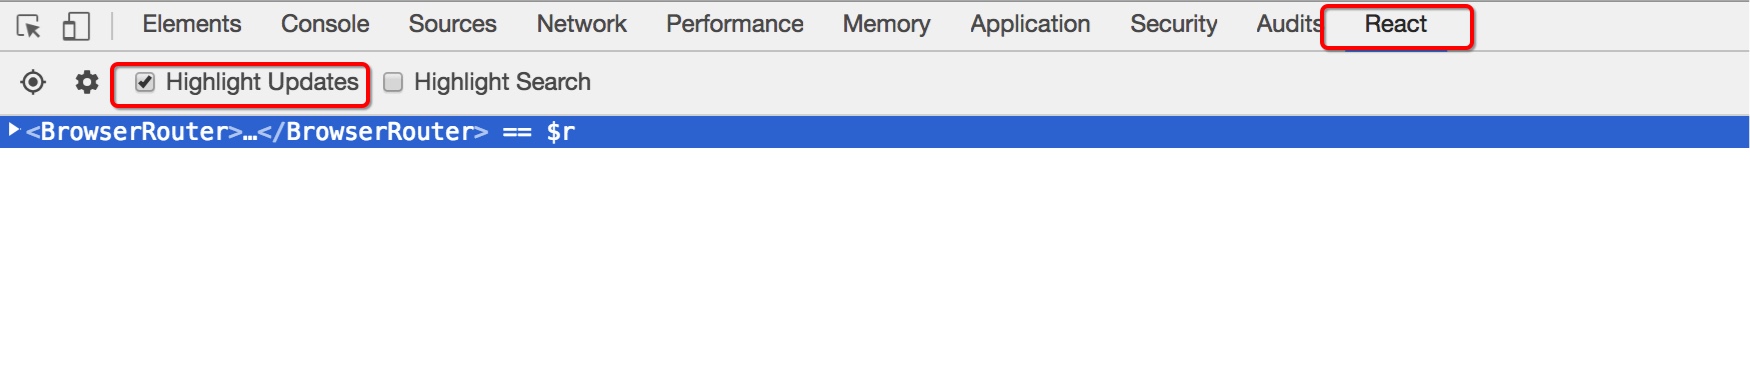 Elements Console Sources Network Performance Memory Application Security Audits React
Highlight Updates Highlight Search
<BrowserRouter>…</BrowserRouter> == $r